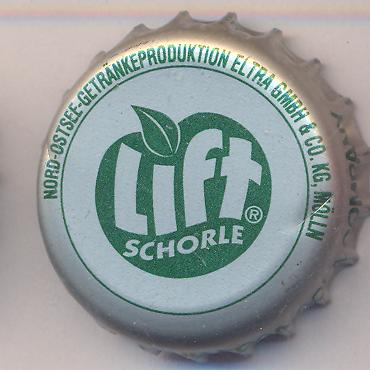 NORD-OSTSEE-GETRÄNKEPRODUKTION ELTRA GMBH & CO. KG, MÖLLN
Lift®
SCHORLE